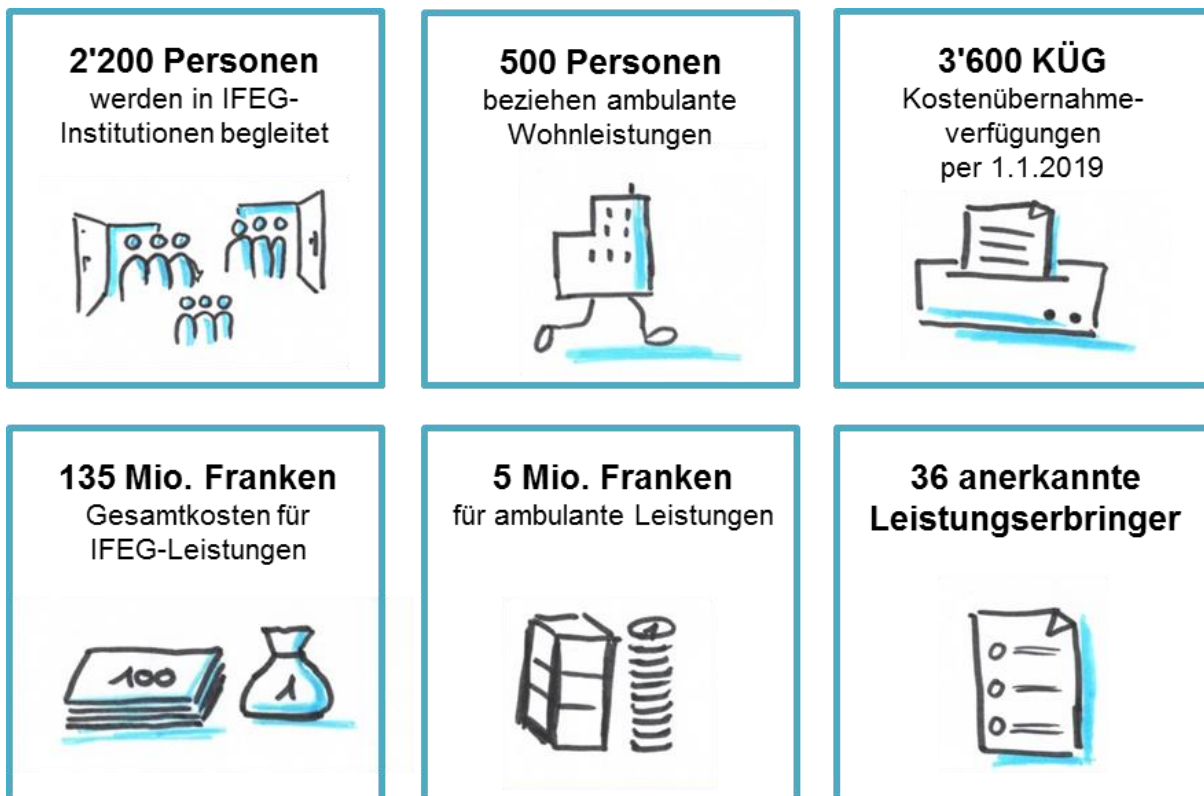 2'200 Personen
werden in IFEG-
Institutionen begleitet
500 Personen
beziehen ambulante
Wohnleistungen
3'600 KÜG
Kostenübernahme-
verfügungen
per 1.1.2019
135 Mio. Franken
Gesamtkosten für
IFEG-Leistungen
100
1
5 Mio. Franken
für ambulante Leistungen
1
36 anerkannte
Leistungserbringer